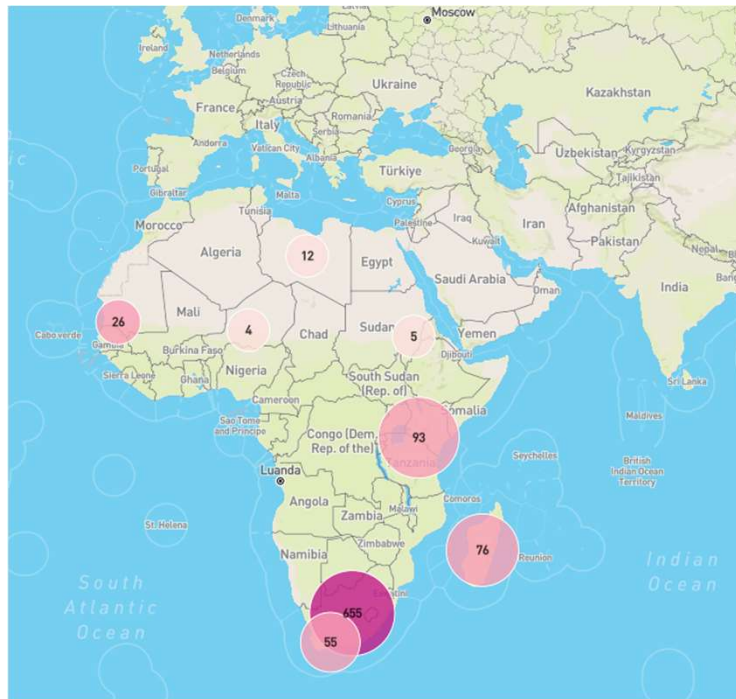 Moscow
Denmark
Lithuania
Ireland
Netherlands
Belgium
Czech
Republic
Ukraine
Kazakhstan
Austria
France
Romania
Italy
Serbia
Andorra
Vatican City
Albania
Georgia
Uzbekistan
Kyrgyzstan
Portugal
Türkiye
Tajikistan
Gibraltar
Malta
Cyprus
Afghanistan
Tunisia
Palestine
Iraq
Iran
Morocco
Kuwait
Pakistan
Algeria
12
Egypt
Nepal
Saudi Arabia
Oman
India
Mali
26
Cabo verde
4
Chad
Sudan
5
Yemen
Gambia
Burkina Faso
Djibouti
Nigeria
Sierra Leone
Ghana
South Sudan
(Rep. of)
Sri Lanka
Cameroon
Somalia
Maldives
Sao Tome
and Principe
Congo (Dem.
Rep. of the)
93
Seychelles
Tanzania
British
Indian Ocean
Territory
Luanda
Comoros
Angola
Malawi
Zambia
St. Helena
Zimbabwe
76
Reunion
Namibia
Indian
Ocean
South
Atlantic
Ocean
655
55